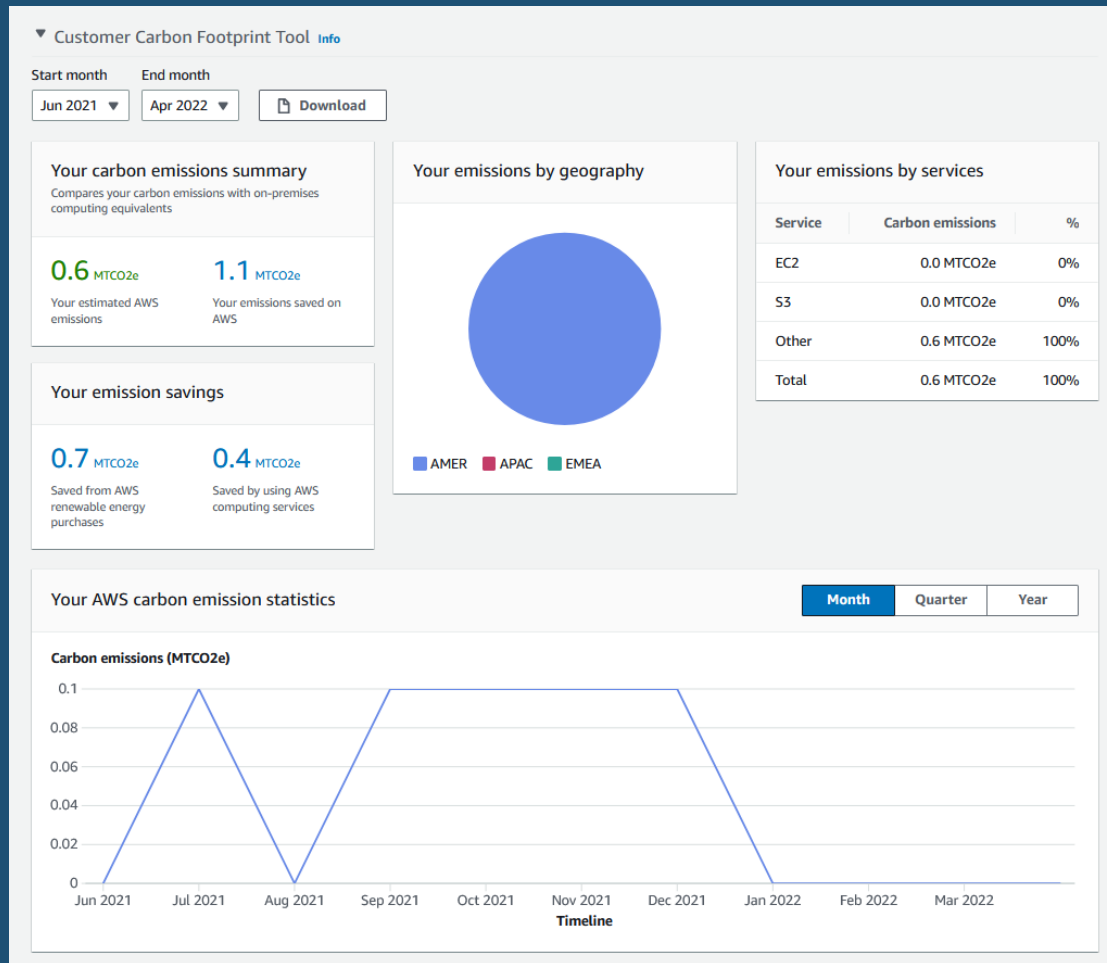 Customer Carbon Footprint Tool Info
Start month End month
Jun 2021 Apr 2022 Download
Your carbon emissions summary
Compares your carbon emissions with on-premises
computing equivalents
0.6 MTCO2e 1.1 MTCO2e
Your estimated AWS Your emissions saved on
emissions AWS
Your emission savings
0.7 MTCO2e 0.4 MTCO2e
Saved from AWS Saved by using AWS
renewable energy computing services
purchases
Your emissions by geography
AMER APAC EMEA
Your emissions by services
Service Carbon emissions %
EC2 0.0 MTCO2e 0%
S3 0.0 MTCO2e 0%
Other 0.6 MTCO2e 100%
Total 0.6 MTCO2e 100%
Your AWS carbon emission statistics Month Quarter Year
Carbon emissions (MTCO2e)
0.1
0.08
0.06
0.04
0.02
0
Jun 2021 Jul 2021 Aug 2021 Sep 2021 Oct 2021 Nov 2021 Dec 2021 Jan 2022 Feb 2022 Mar 2022
Timeline